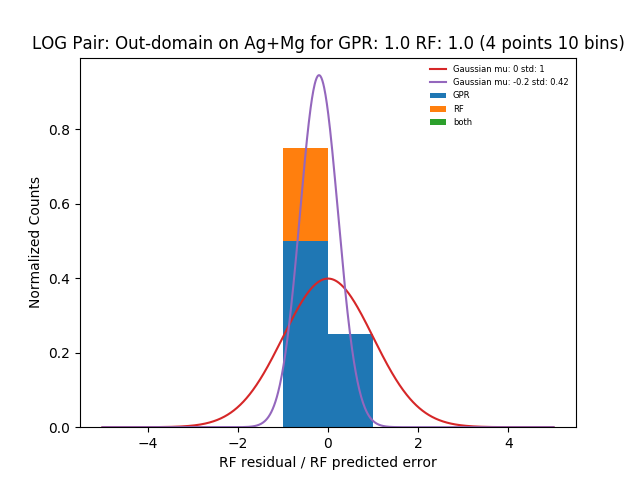 LOG Pair: Out-domain on Ag+Mg for GPR: 1.0 RF: 1.0 (4 points 10 bins)
Gaussian mu: 0 std: 1
Gaussian mu: -0.2 std: 0.42
GPR
RF
both
Normalized Counts
0.8
0.6
0.4
0.2
0.0
−4 −2 0 2 4
RF residual / RF predicted error